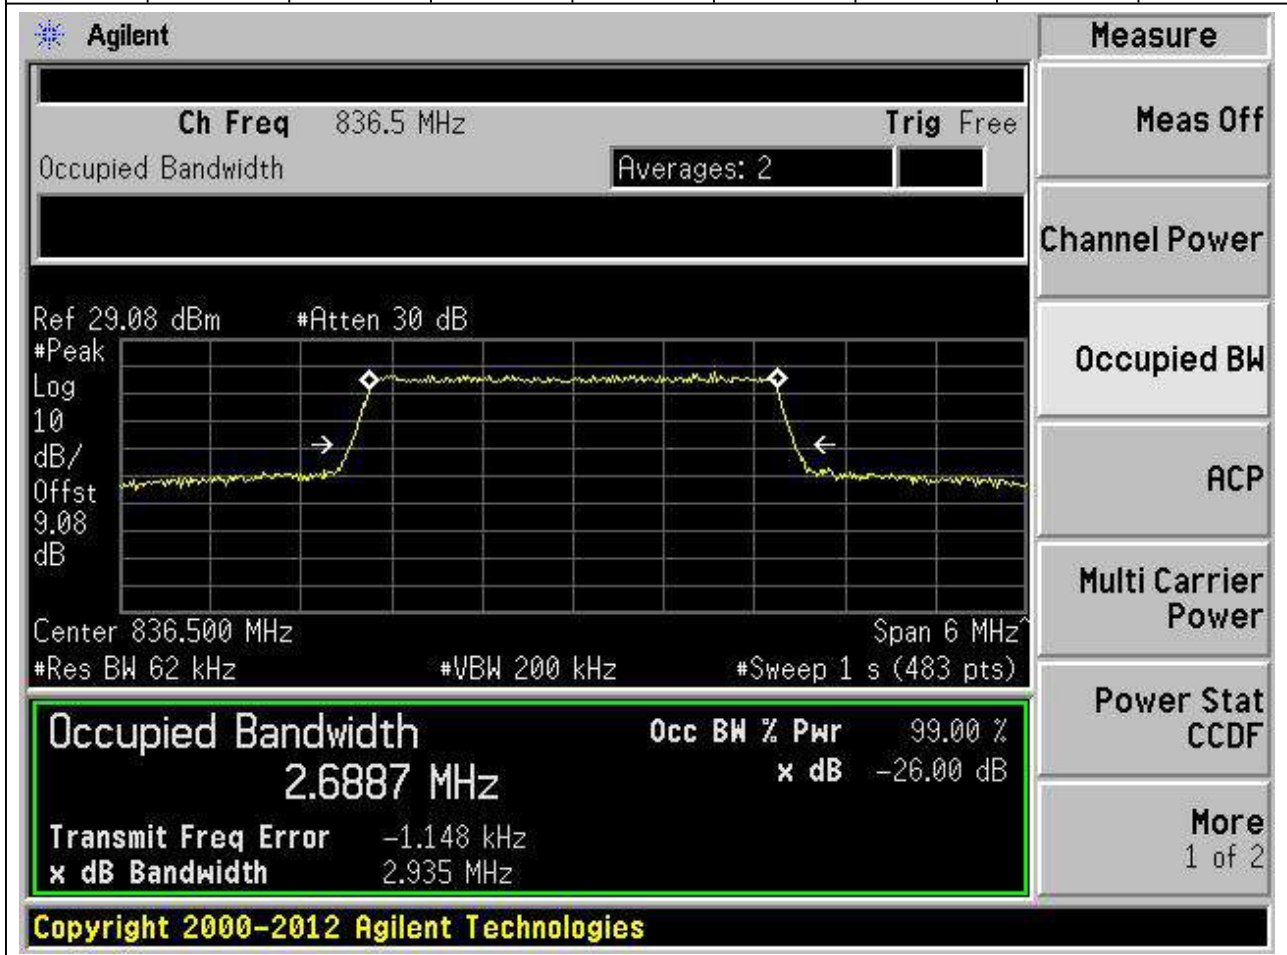 Agilent
Measure
Ch Freq 836.5 MHz Trig Free
Occupied Bandwidth Averages: 2
Meas Off
Channel Power
Occupied BW
ACP
Multi Carrier
Power
Power Stat
CCDF
More
1 of 2
Ref 29.08 dBm #Atten 30 dB
#Peak
Log
10
dB/
Offst
9.08
dB
Center 836.500 MHz Span 6 MHz^
#Res BW 62 kHz #VBW 200 kHz #Sweep 1 s (483 pts)
Occupied Bandwidth Occ BW % Pwr 99.00 %
2.6887 MHz x dB -26.00 dB
Transmit Freq Error -1.148 kHz
x dB Bandwidth 2.935 MHz
Copyright 2000-2012 Agilent Technologies